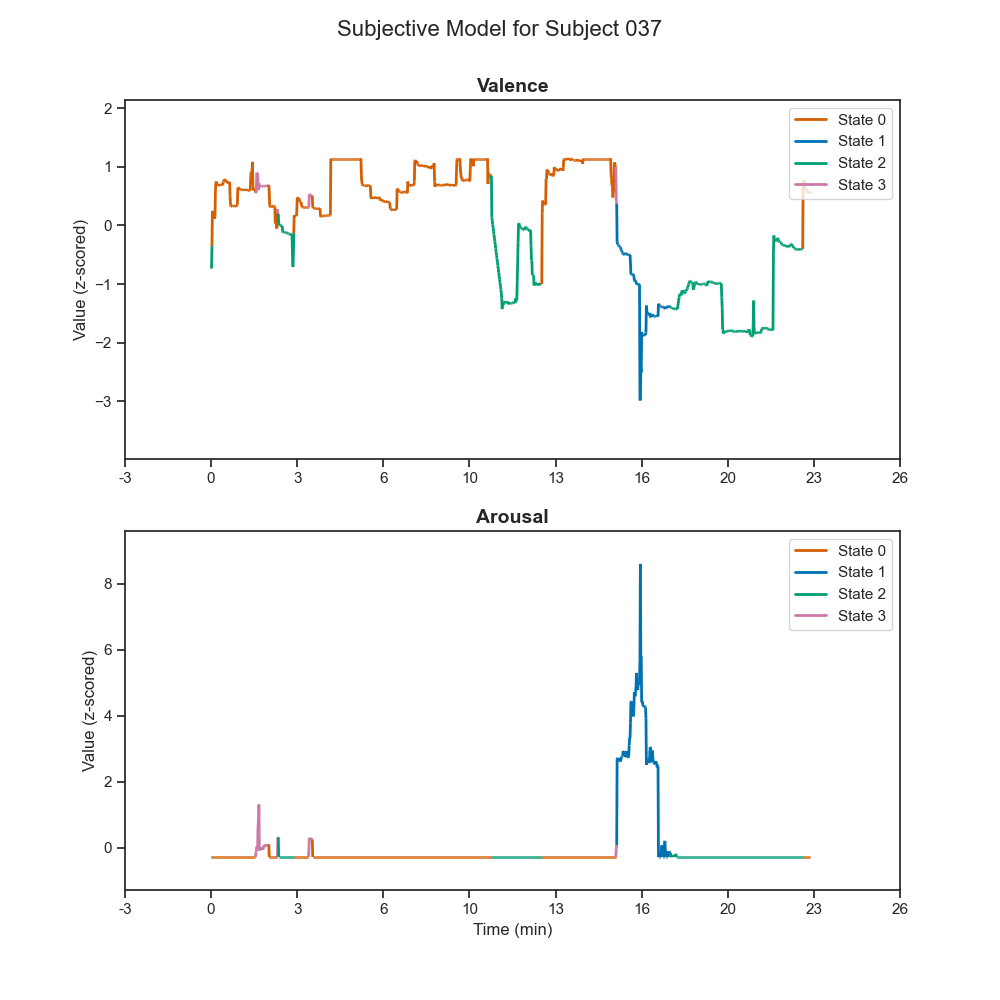 Subjective Model for Subject 037
Valence
Value (z-scored)
2
1
0
−1
−2
−3
-3
0
3
6
10
13
16
20
23
26
State 0
State 1
State 2
State 3
Arousal
Value (z-scored)
8
6
4
2
0
-3
0
3
6
10
13
16
20
23
26
State 0
State 1
State 2
State 3
Time (min)